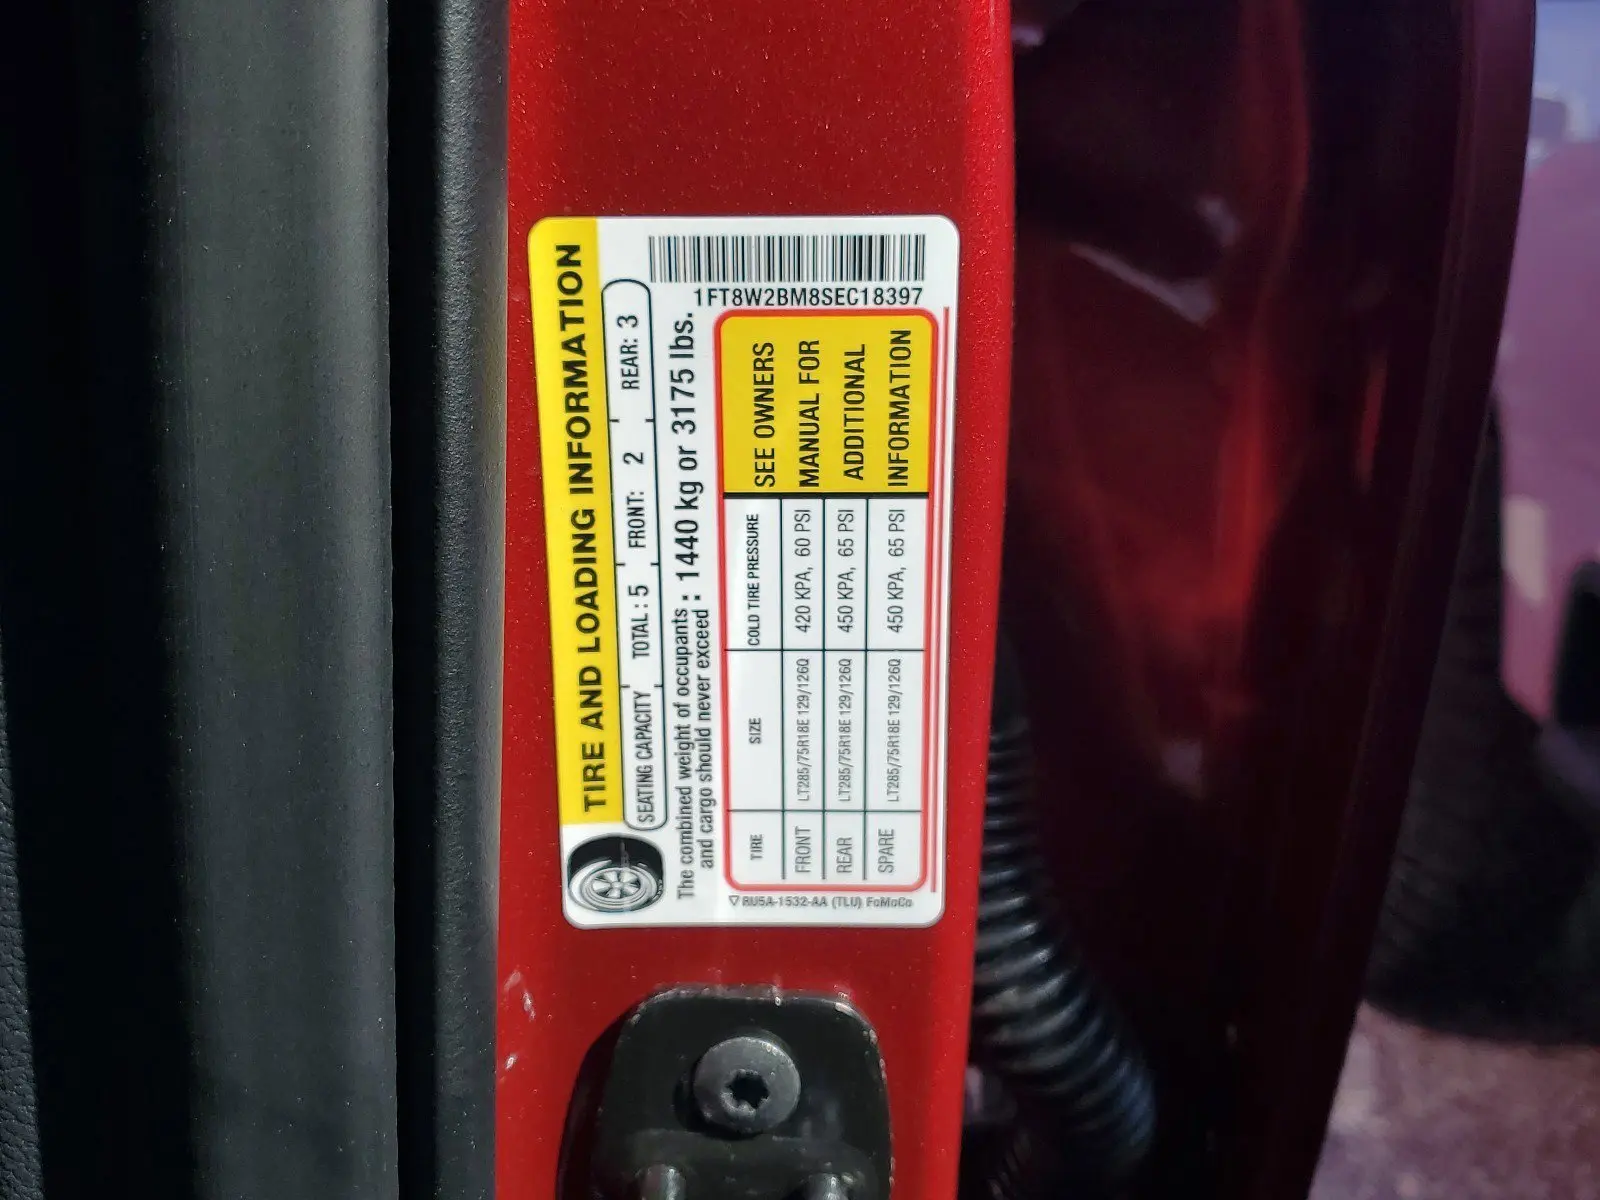 TIRE AND LOADING INFORMATION
SEATING CAPACITY TOTAL : 5 FRONT: 2 REAR: 3
The combined weight of occupants
and cargo should never exceed : 1440 kg or 3175 lbs.
1FT8W2BM8SEC18397
TIRE SIZE COLD TIRE PRESSURE
FRONT LT285/75R18E 129/126Q 420 KPA, 60 PSI
REAR LT285/75R18E 129/126Q 450 KPA, 65 PSI
SPARE LT285/75R18E 129/126Q 450 KPA, 65 PSI
SEE OWNERS
MANUAL FOR
ADDITIONAL
INFORMATION
RU5A-1532-AA (TLU) FoMoCo